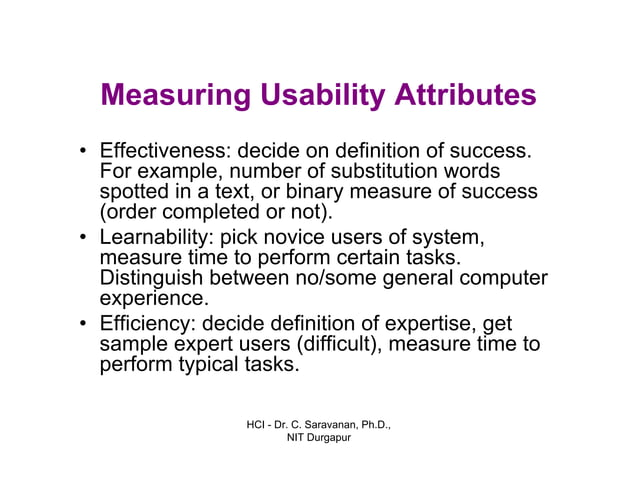 Measuring Usability Attributes
• Effectiveness: decide on definition of success.
For example, number of substitution words
spotted in a text, or binary measure of success
(order completed or not).
• Learnability: pick novice users of system,
measure time to perform certain tasks.
Distinguish between no/some general computer
experience.
• Efficiency: decide definition of expertise, get
sample expert users (difficult), measure time to
perform typical tasks.
HCI - Dr. C. Saravanan, Ph.D.,
NIT Durgapur